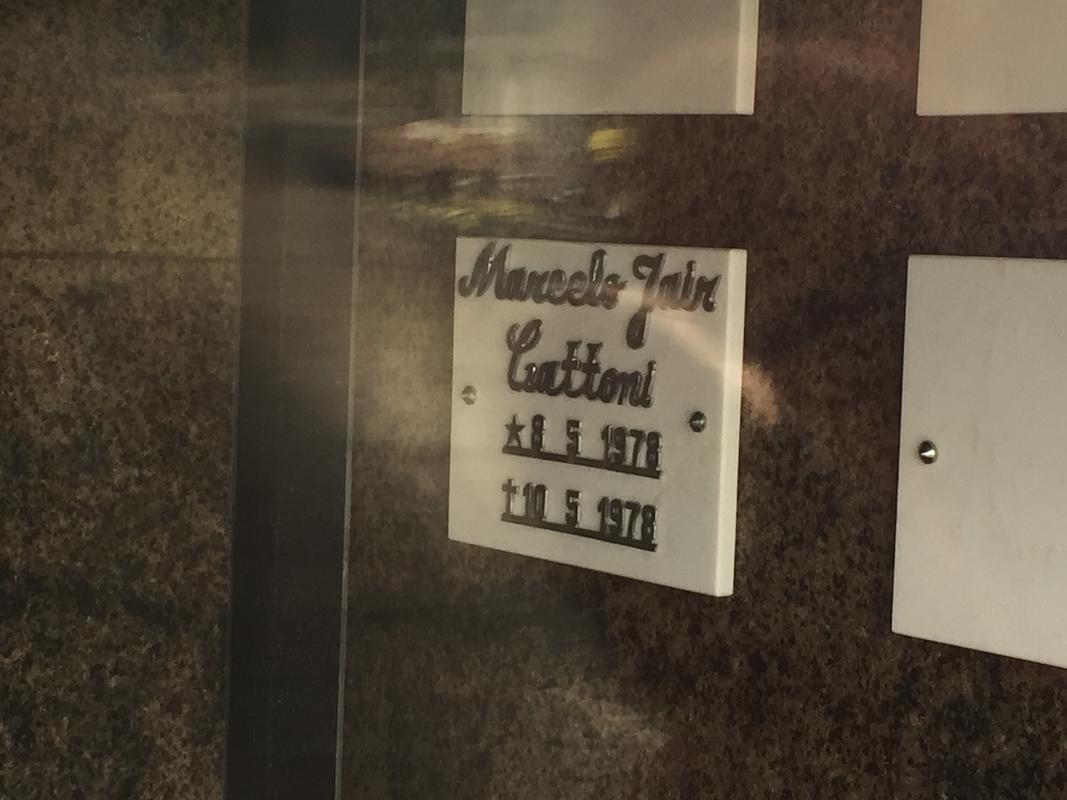 Marcelo Jair
Cattoni
★8 5 1978
†10 5 1978